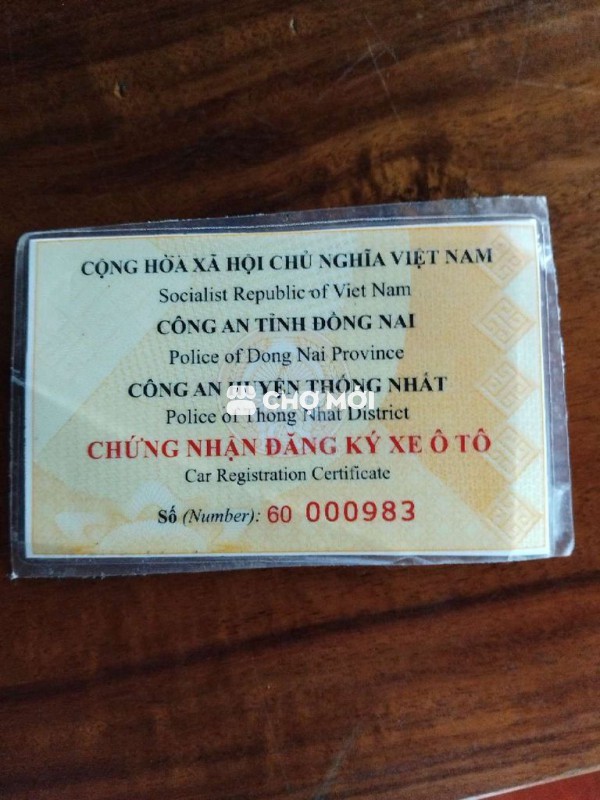 CỘNG HÒA XÃ HỘI CHỦ NGHĨA VIỆT NAM
Socialist Republic of Viet Nam
CÔNG AN TỈNH ĐỒNG NAI
Police of Dong Nai Province
CÔNG AN HUYỆN THỐNG NHẤT
CHỢ MỚI
Police of Thong Nhat District
CHỨNG NHẬN ĐĂNG KÝ XE Ô TÔ
Car Registration Certificate
Số (Number): 60 000983